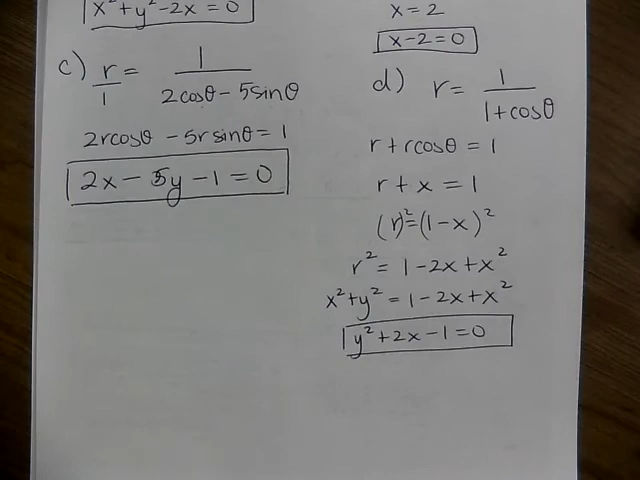 x² + y² - 2x = 0
c) r/1 = 1/(2cosθ - 5sinθ)
2rcosθ - 5rsinθ = 1
2x - 5y - 1 = 0
x = 2
x - 2 = 0
d) r = 1/(1 + cosθ)
r + rcosθ = 1
r + x = 1
(r)² = (1 - x)²
r² = 1 - 2x + x²
x² + y² = 1 - 2x + x²
y² + 2x - 1 = 0